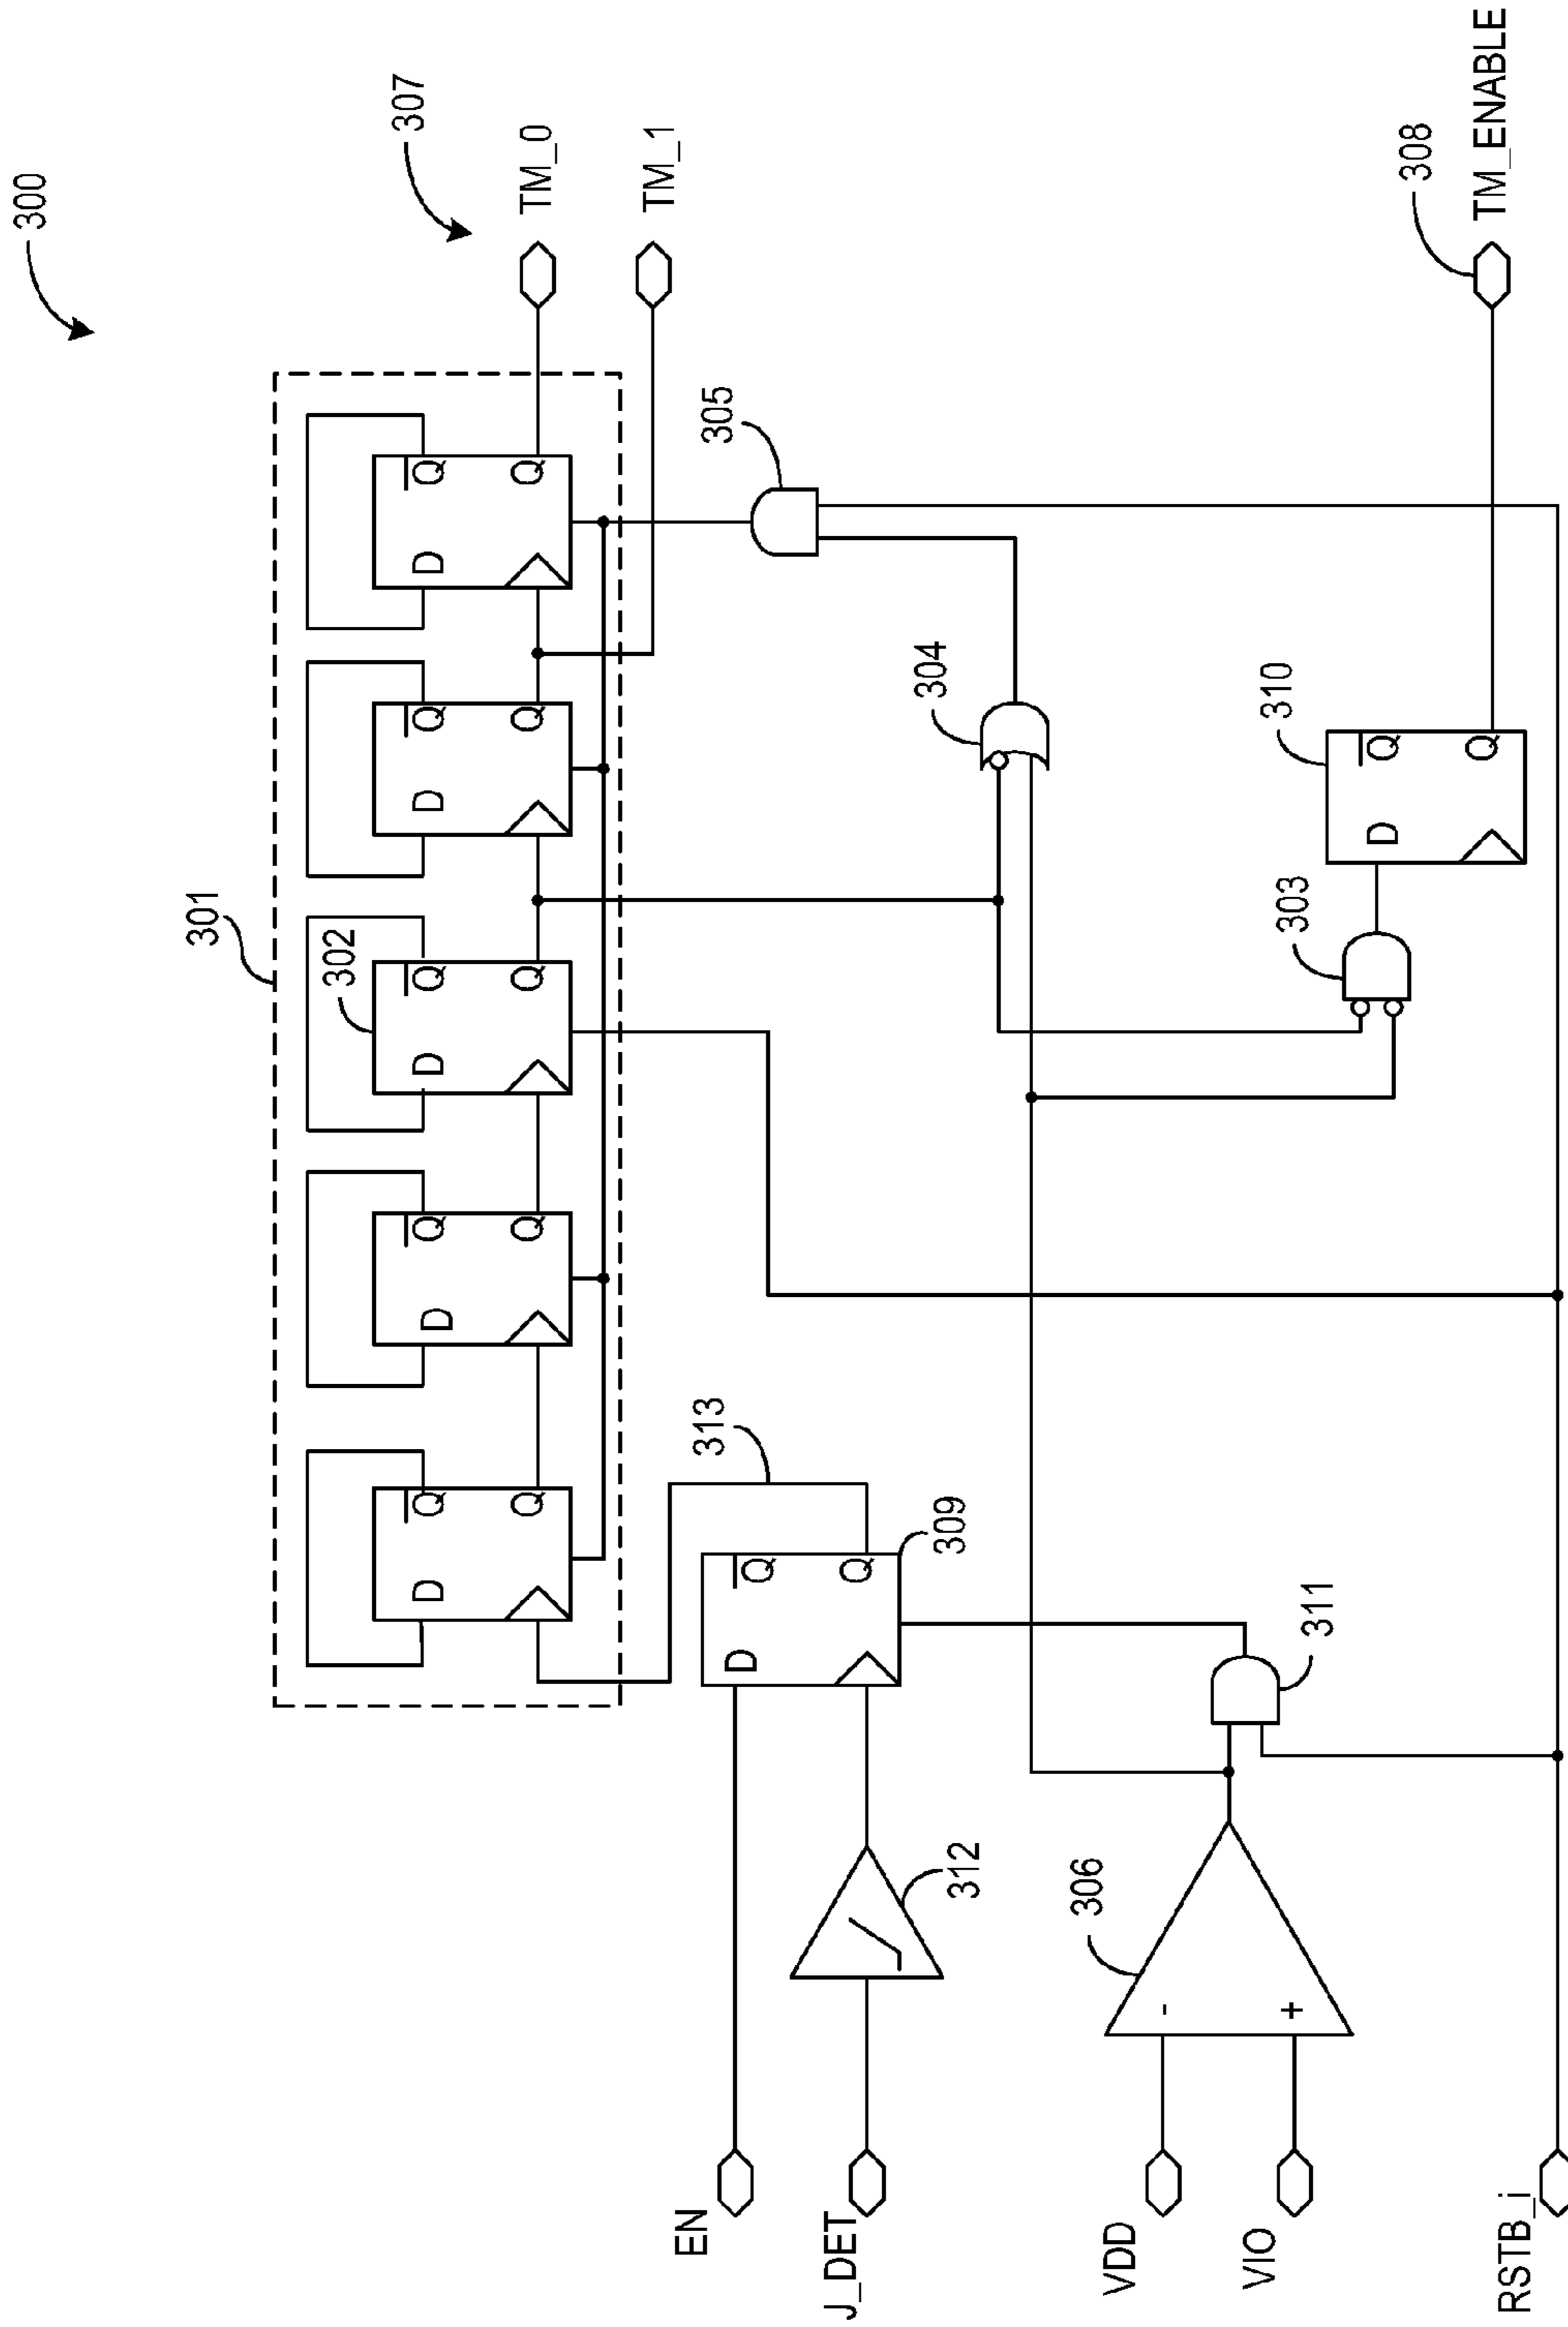 300
307
TM_0
TM_1
301
302
D
Q
D
Q
D
Q
D
Q
D
Q
Q
Q
Q
Q
Q
305
304
313
EN
D
Q
Q
309
J_DET
312
310
D
Q
Q
303
308
TM_ENABLE
306
VDD
-
VIO
+
311
RSTB_i